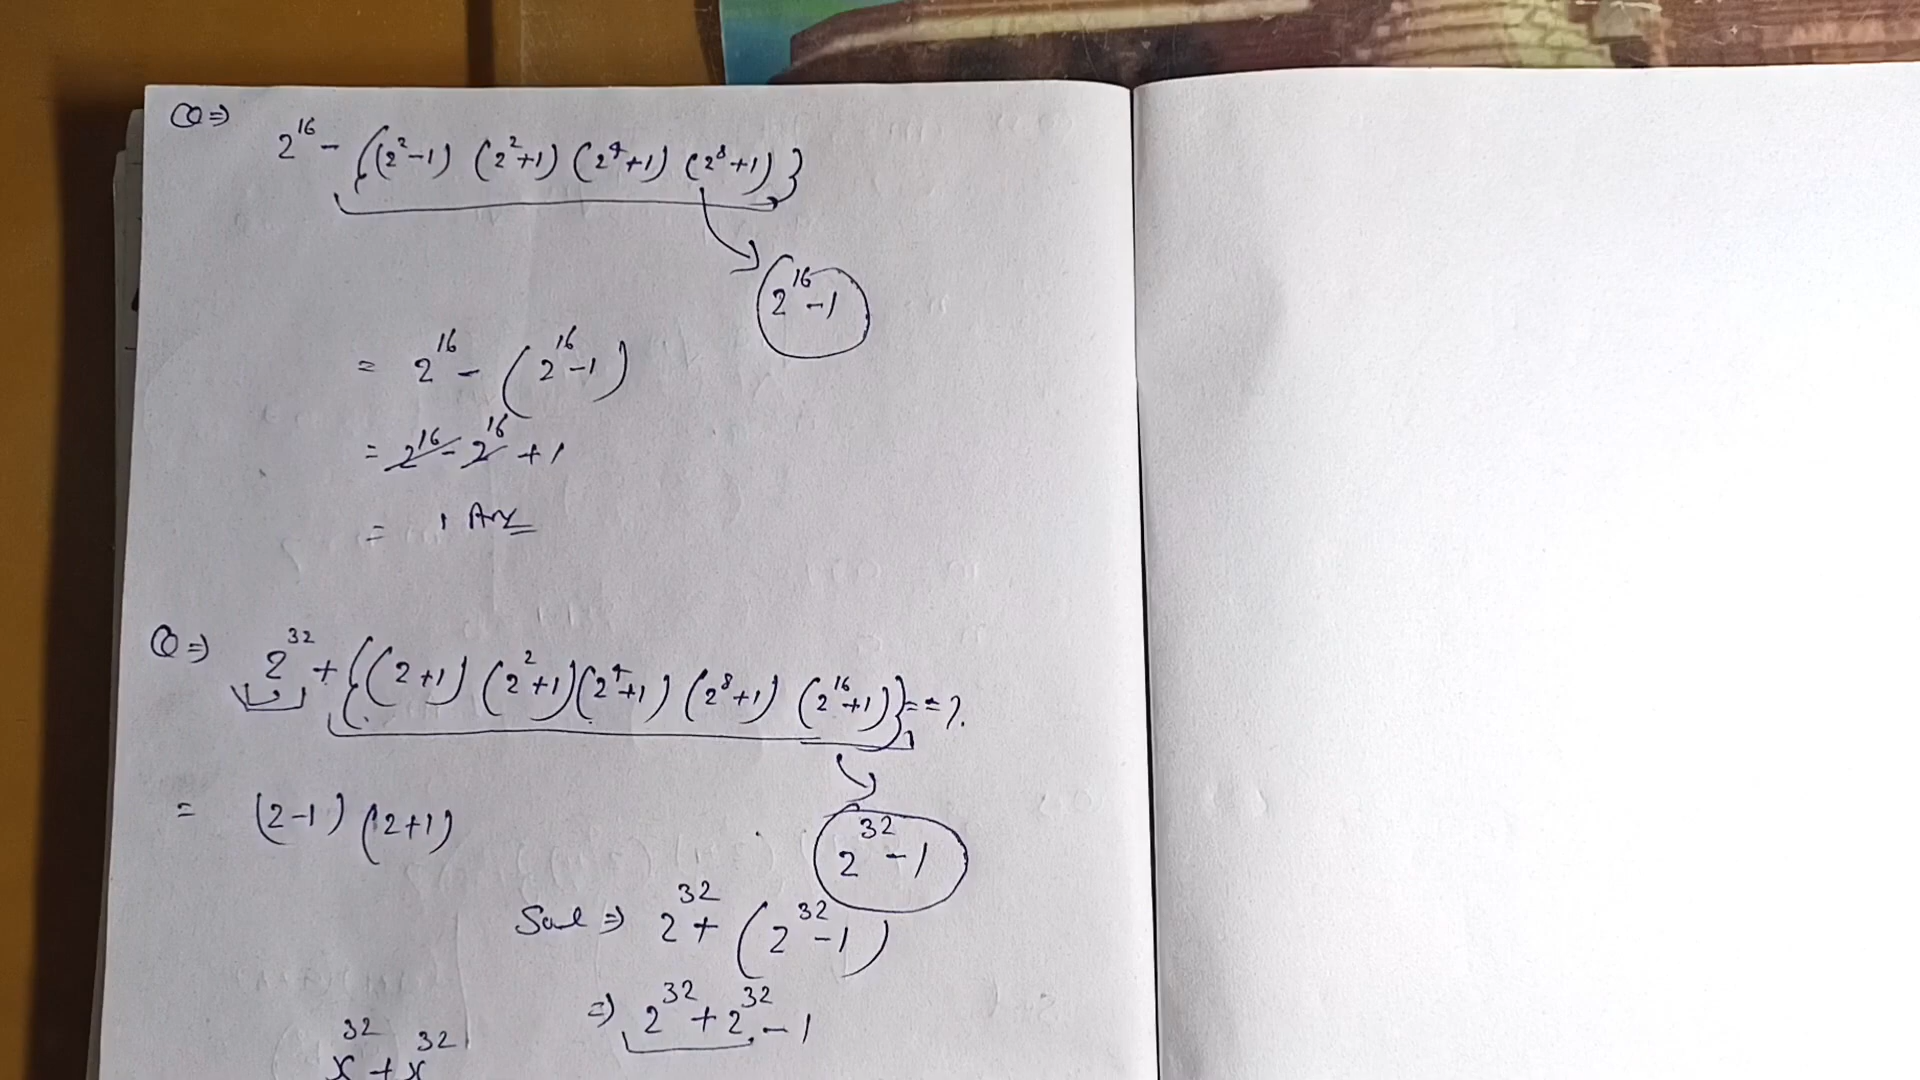 Q⇒ 2^16 - {(2^2-1) (2^2+1) (2^4+1) (2^8+1)}
2^16-1
= 2^16 - (2^16-1)
= 2^16 - 2^16 + 1
= 1 Ans
Q⇒ 2^32 + {(2+1) (2^2+1) (2^4+1) (2^8+1) (2^16+1)} == ?.
= (2-1) (2+1)
2^32-1
⇒ 2^32 + (2^32-1)
⇒ 2^32 + 2^32 - 1
x^32 + x^32